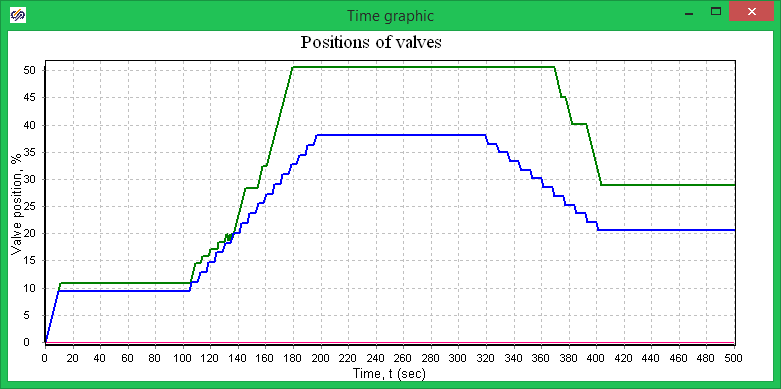 Time graphic
Positions of valves
Valve position, %
50
45
40
35
30
25
20
15
10
5
0
0 20 40 60 80 100 120 140 160 180 200 220 240 260 280 300 320 340 360 380 400 420 440 460 480 500
Time, t (sec)